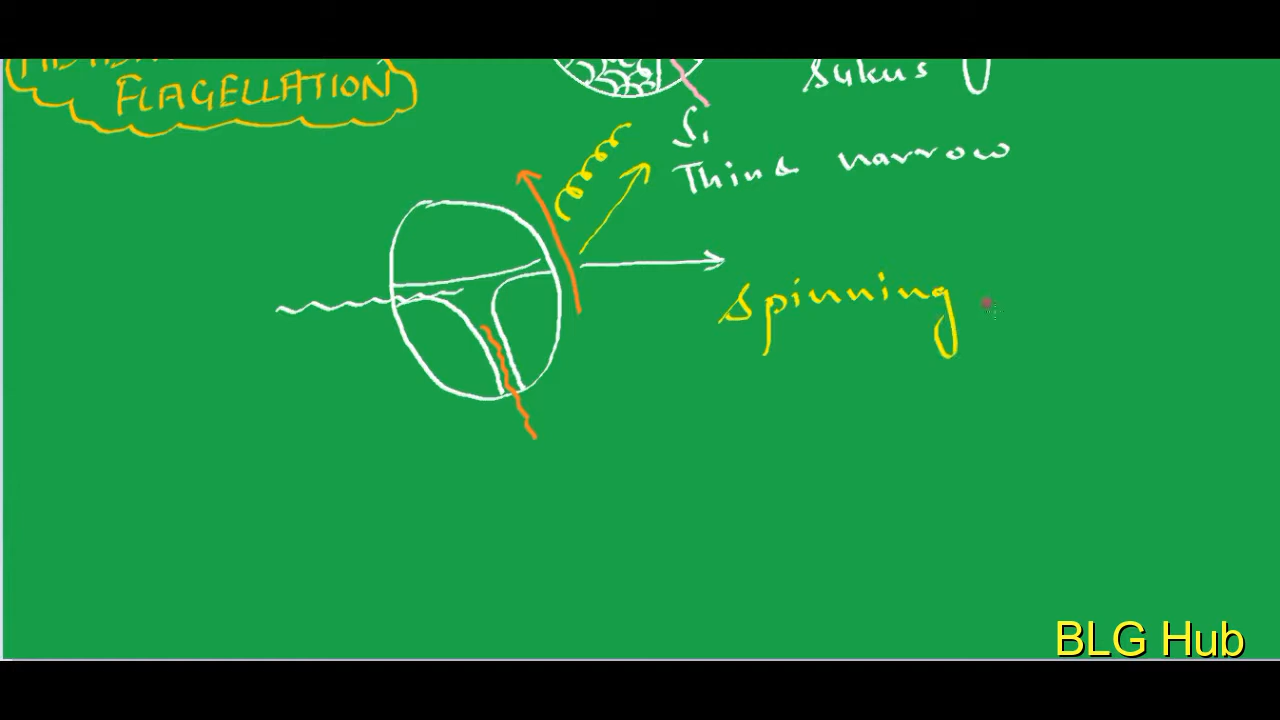 FLAGELLATION
Sulcus
Thin & narrow
Spinning
BLG Hub